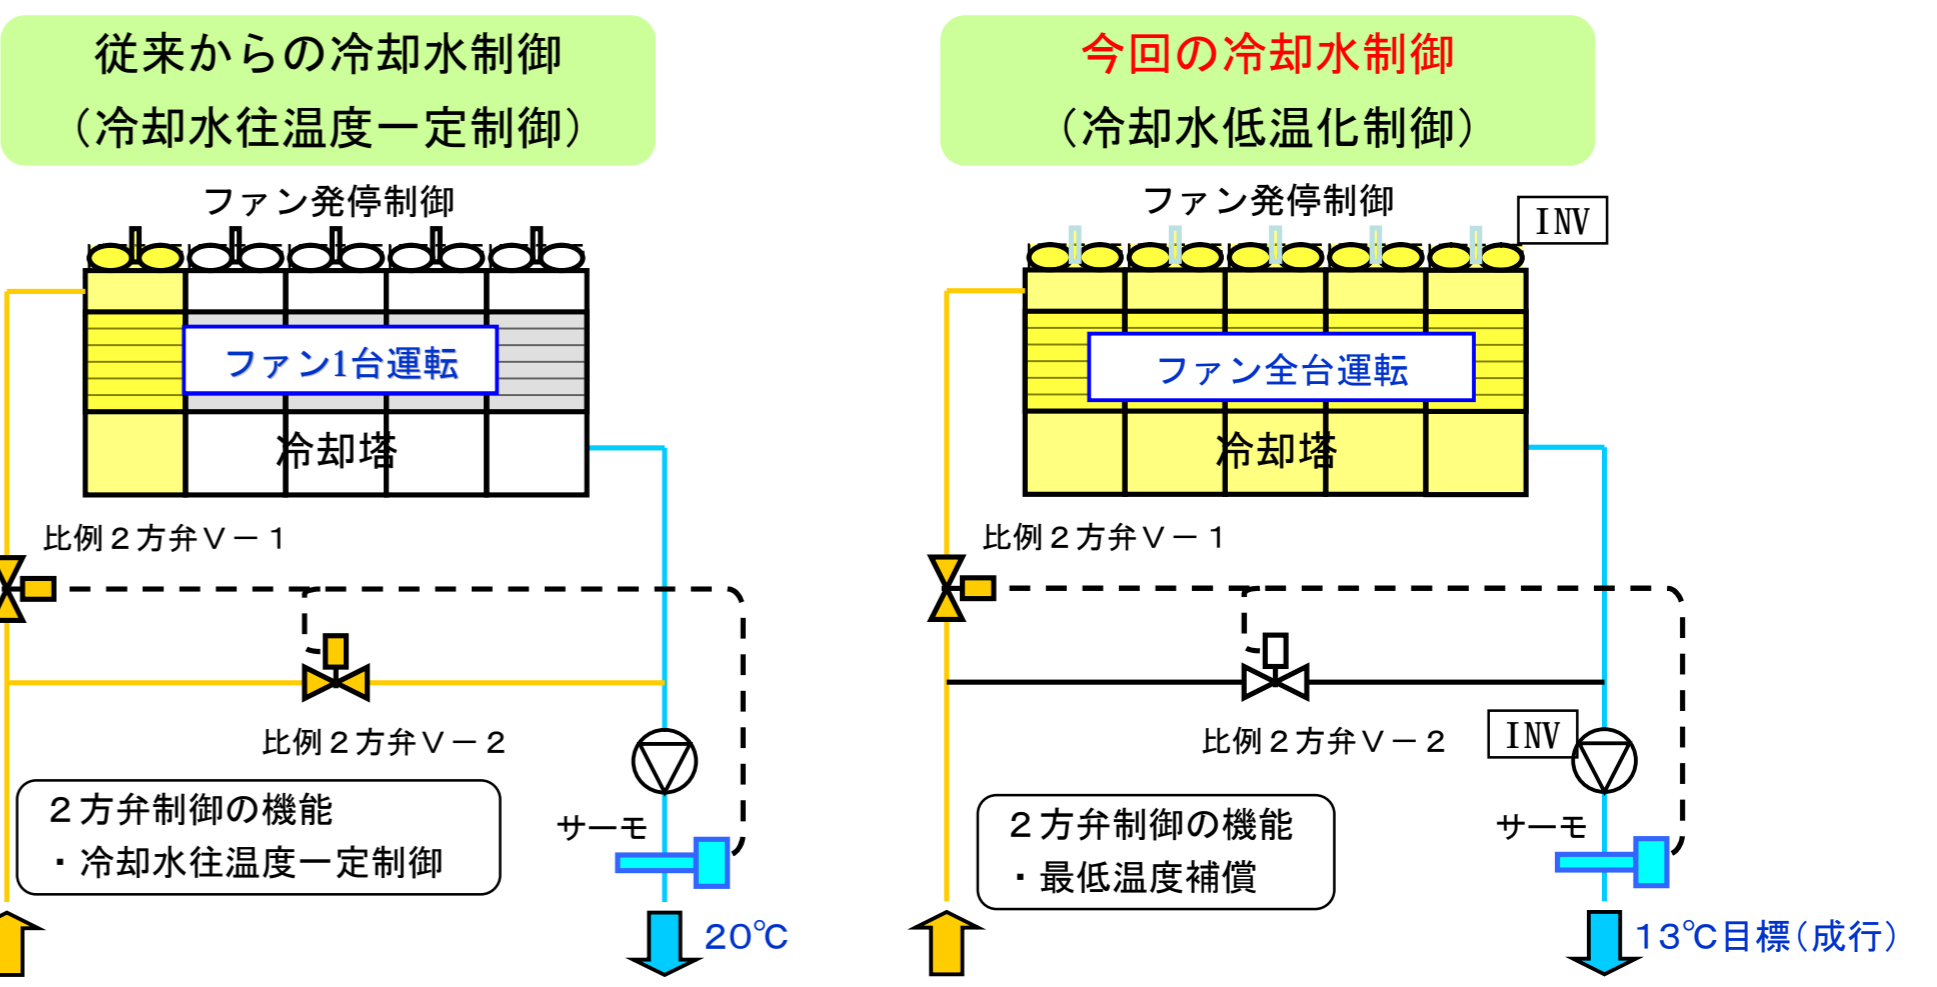 従来からの冷却水制御
（冷却水往温度一定制御）
ファン発停制御
ファン1台運転
冷却塔
比例２方弁Ｖ－１
比例２方弁Ｖ－２
２方弁制御の機能
・冷却水往温度一定制御
サーモ
20℃
今回の冷却水制御
（冷却水低温化制御）
ファン発停制御
INV
ファン全台運転
冷却塔
比例２方弁Ｖ－１
比例２方弁Ｖ－２
INV
２方弁制御の機能
・最低温度補償
サーモ
13℃目標（成行）